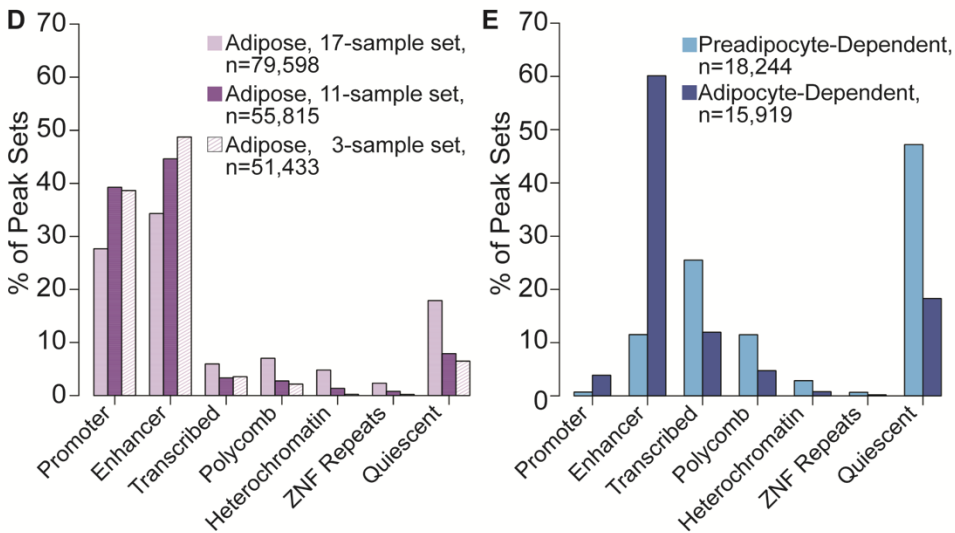 D
Adipose, 17-sample set,
n=79,598
Adipose, 11-sample set,
n=55,815
Adipose, 3-sample set,
n=51,433
% of Peak Sets
70
60
50
40
30
20
10
0
Promoter
Enhancer
Transcribed
Polycomb
Heterochromatin
ZNF Repeats
Quiescent
E
Preadipocyte-Dependent,
n=18,244
Adipocyte-Dependent,
n=15,919
% of Peak Sets
70
60
50
40
30
20
10
0
Promoter
Enhancer
Transcribed
Polycomb
Heterochromatin
ZNF Repeats
Quiescent